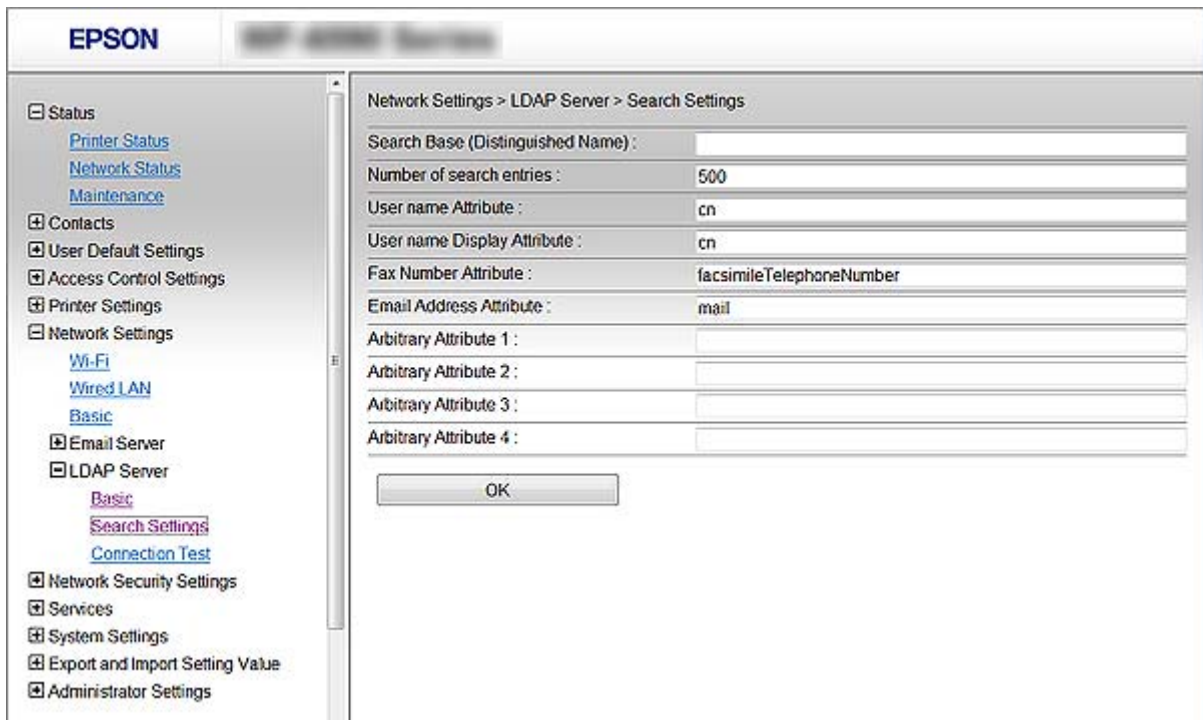 EPSON
Status
Printer Status
Network Status
Maintenance
Contacts
User Default Settings
Access Control Settings
Printer Settings
Network Settings
Wi-Fi
Wired LAN
Basic
Email Server
LDAP Server
Basic
Search Settings
Connection Test
Network Security Settings
Services
System Settings
Export and Import Setting Value
Administrator Settings
Network Settings > LDAP Server > Search Settings
Search Base (Distinguished Name) :
Number of search entries : 500
User name Attribute : cn
User name Display Attribute : cn
Fax Number Attribute : facsimileTelephoneNumber
Email Address Attribute : mail
Arbitrary Attribute 1 :
Arbitrary Attribute 2 :
Arbitrary Attribute 3 :
Arbitrary Attribute 4 :
OK